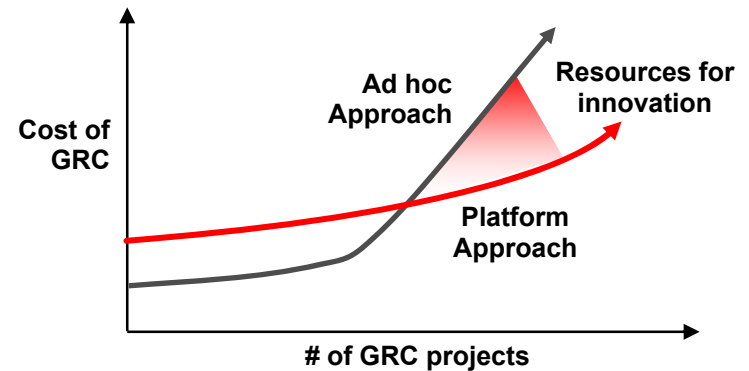 Ad hoc
Approach
Resources for
innovation
Cost of
GRC
Platform
Approach
# of GRC projects